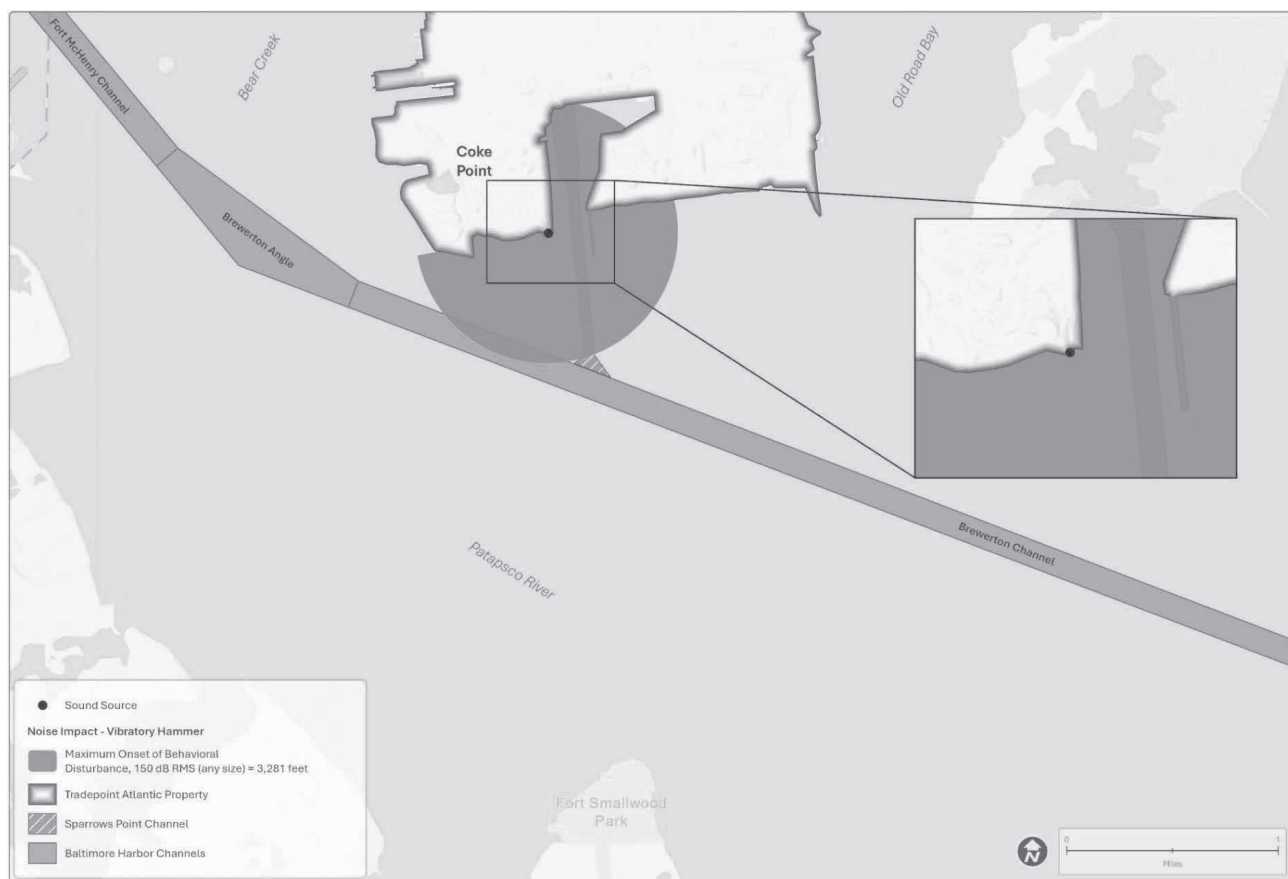 Fort McHenry Channel
Bear Creek
Old Road Bay
Coke
Point
Brewerton Angle
Brewerton Channel
Patapsco River
Fort Smallwood
Park
Sound Source
Noise Impact - Vibratory Hammer
Maximum Onset of Behavioral
Disturbance, 150 dB RMS (any size) = 3,281 feet
Tradepoint Atlantic Property
Sparrows Point Channel
Baltimore Harbor Channels
N
0 1
Miles